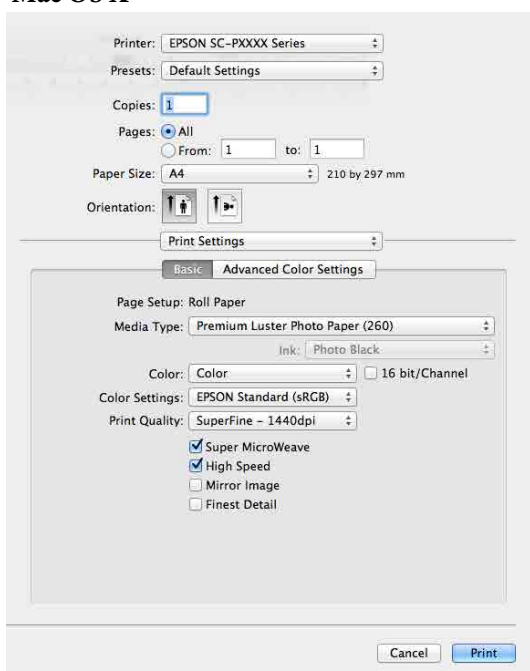 Mac OS X
Printer: EPSON SC-PXXXX Series
Presets: Default Settings
Copies: 1
Pages: All
From: 1 to: 1
Paper Size: A4 210 by 297 mm
Orientation:
Print Settings
Basic Advanced Color Settings
Page Setup: Roll Paper
Media Type: Premium Luster Photo Paper (260)
Ink: Photo Black
Color: Color 16 bit/Channel
Color Settings: EPSON Standard (sRGB)
Print Quality: SuperFine – 1440dpi
Super MicroWeave
High Speed
Mirror Image
Finest Detail
Cancel Print